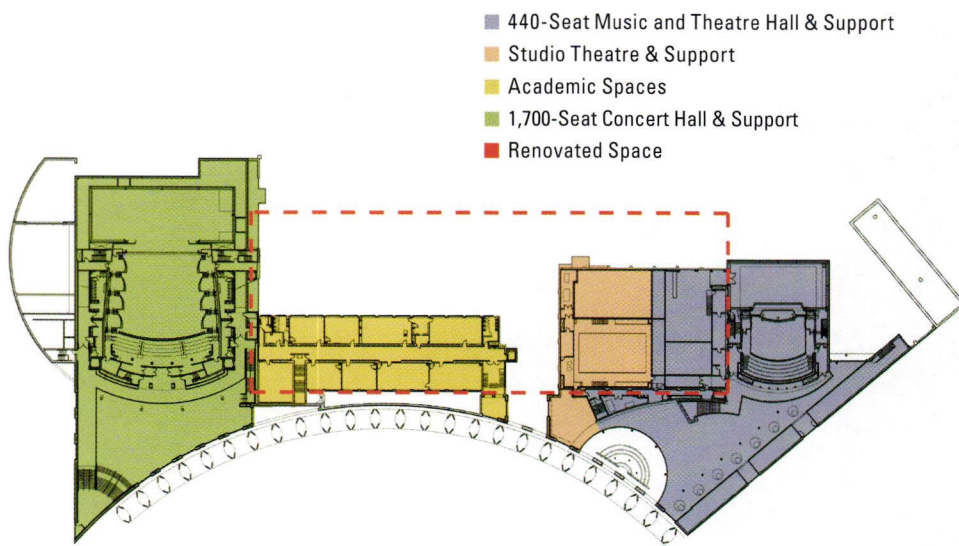 440-Seat Music and Theatre Hall & Support
Studio Theatre & Support
Academic Spaces
1,700-Seat Concert Hall & Support
Renovated Space